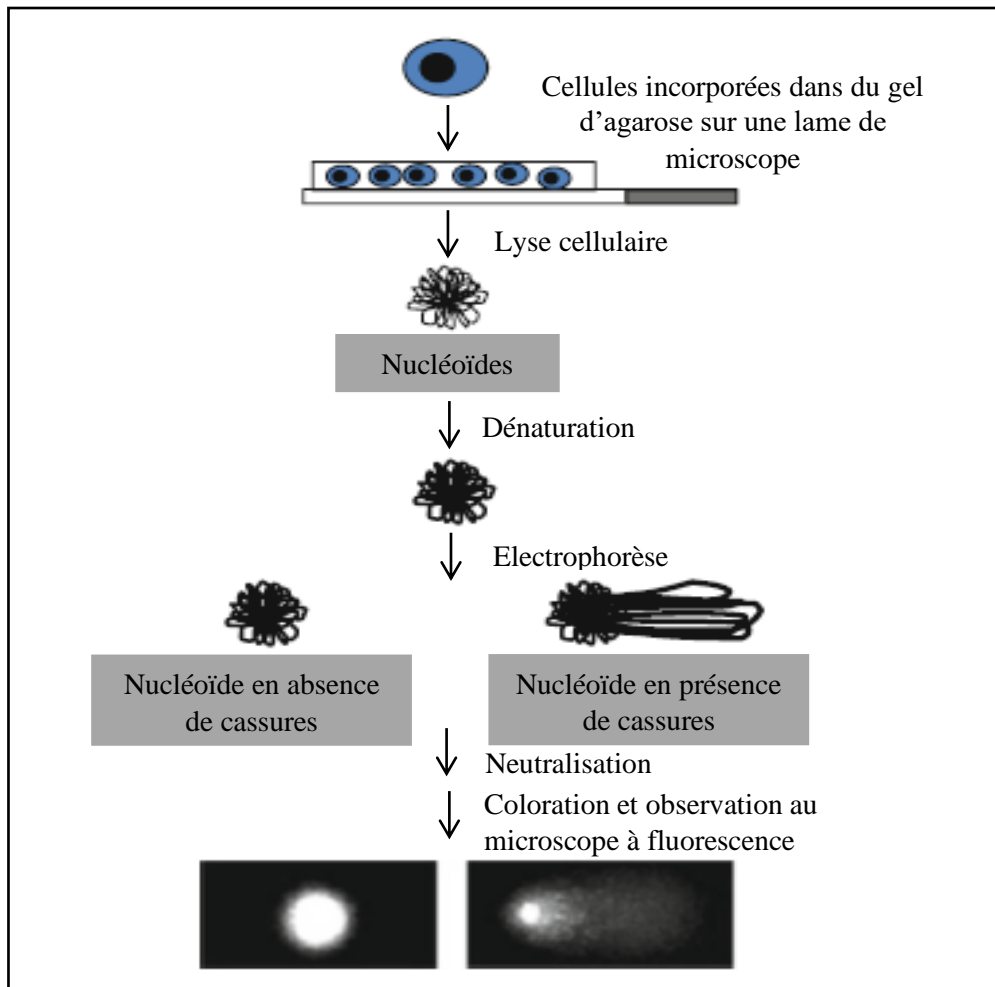 Cellules incorporées dans du gel
d’agarose sur une lame de
microscope
Lyse cellulaire
Nucléoïdes
Dénaturation
Electrophorèse
Nucléoïde en absence
de cassures
Nucléoïde en présence
de cassures
Neutralisation
Coloration et observation au
microscope à fluorescence